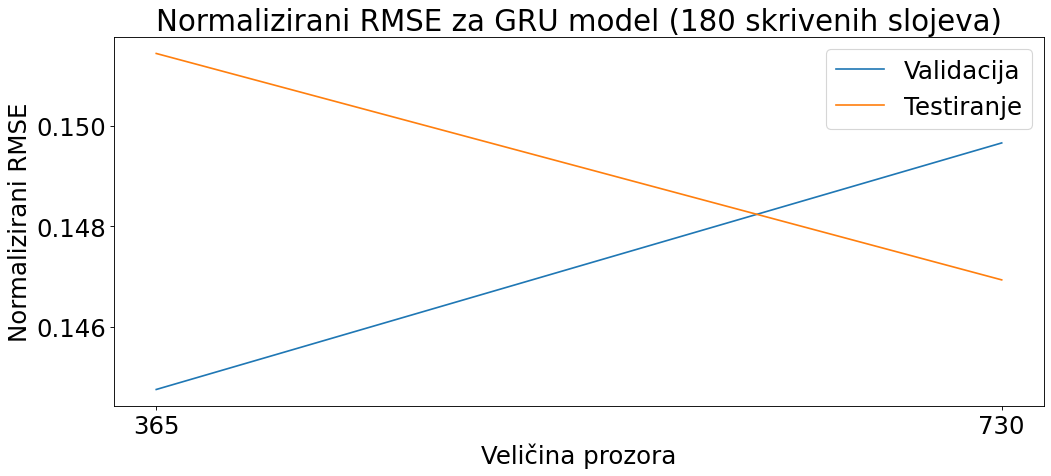 Normalizirani RMSE za GRU model (180 skrivenih slojeva)
Validacija
Testiranje
Normalizirani RMSE
0.150
0.148
0.146
365
730
Veličina prozora